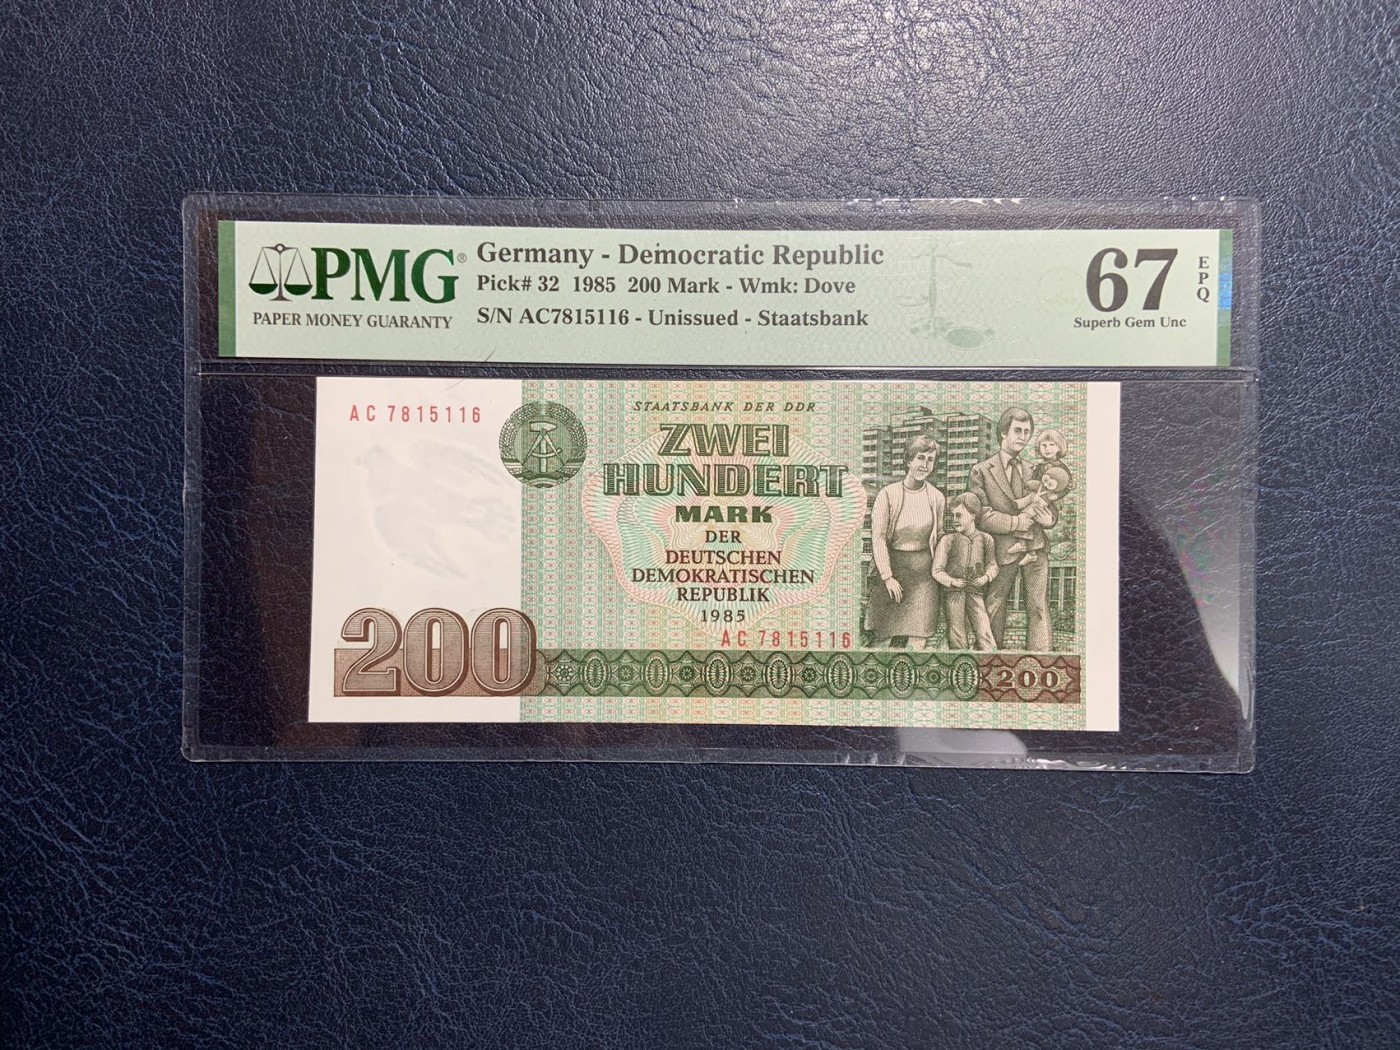 PMG®
PAPER MONEY GUARANTY
Germany - Democratic Republic
Pick# 32 1985 200 Mark - Wmk: Dove
S/N AC7815116 - Unissued - Staatsbank
67
EPQ
Superb Gem Unc
AC 7815116
STAATSBANK DER DDR
ZWEI
HUNDERT
MARK
DER
DEUTSCHEN
DEMOKRATISCHEN
REPUBLIK
1985
AC 7815116
200
200